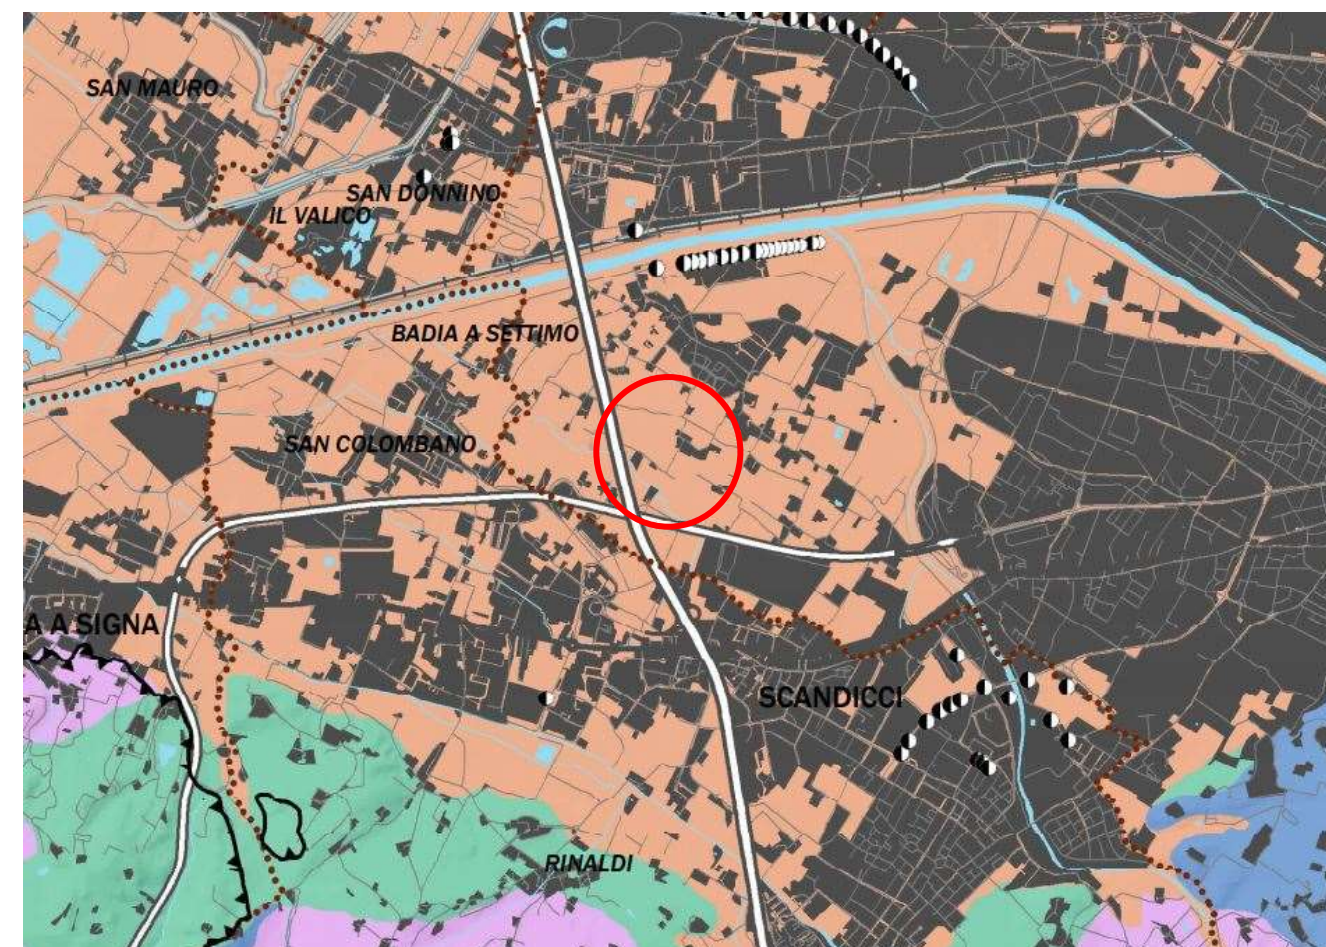 SAN MAURO
SAN DONNINO
IL VALICO
BADIA A SETTIMO
SAN COLOMBANO
A A SIGNA
SCANDICCI
RINALDI